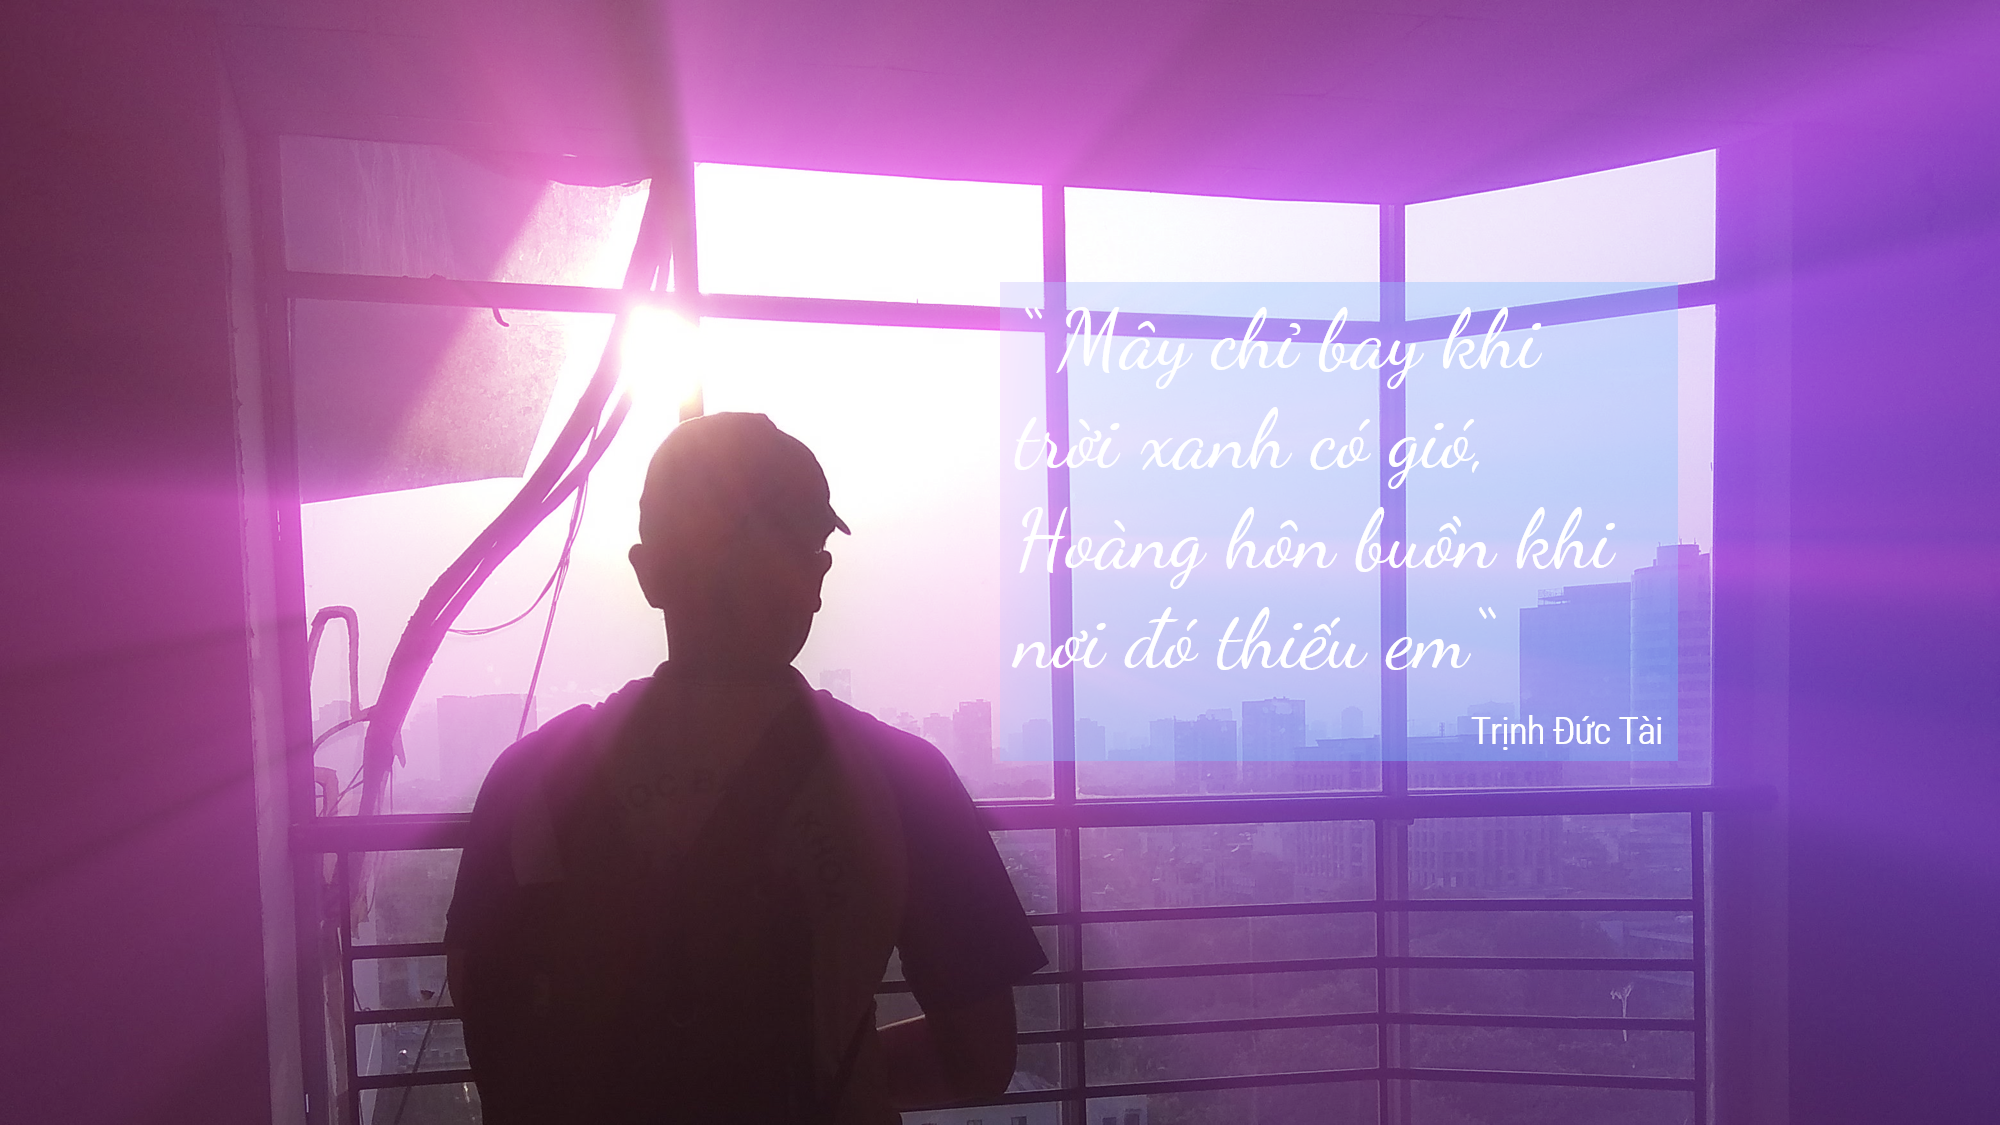 “Mây chỉ bay khi
trời xanh có gió,
Hoàng hôn buồn khi
nơi đó thiếu em“
Trịnh Đức Tài